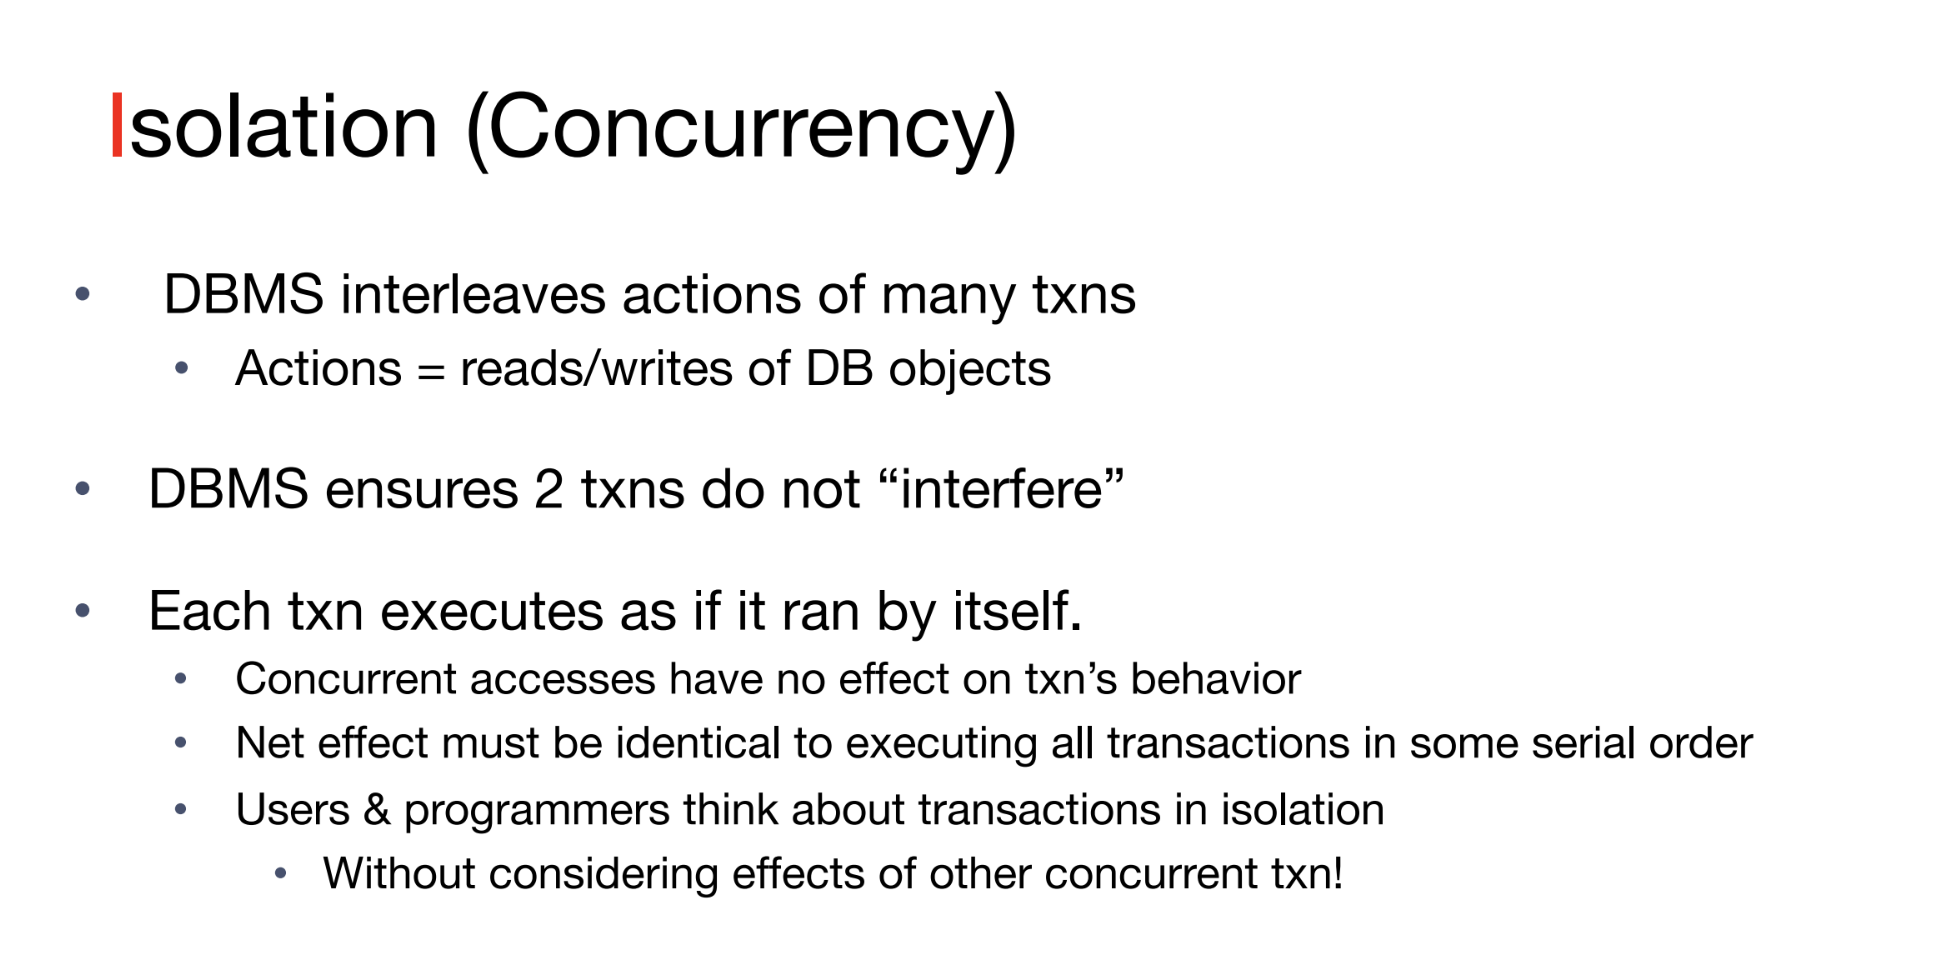 Isolation (Concurrency)
• DBMS interleaves actions of many txns
• Actions = reads/writes of DB objects
• DBMS ensures 2 txns do not “interfere”
• Each txn executes as if it ran by itself.
• Concurrent accesses have no effect on txn’s behavior
• Net effect must be identical to executing all transactions in some serial order
• Users & programmers think about transactions in isolation
• Without considering effects of other concurrent txn!